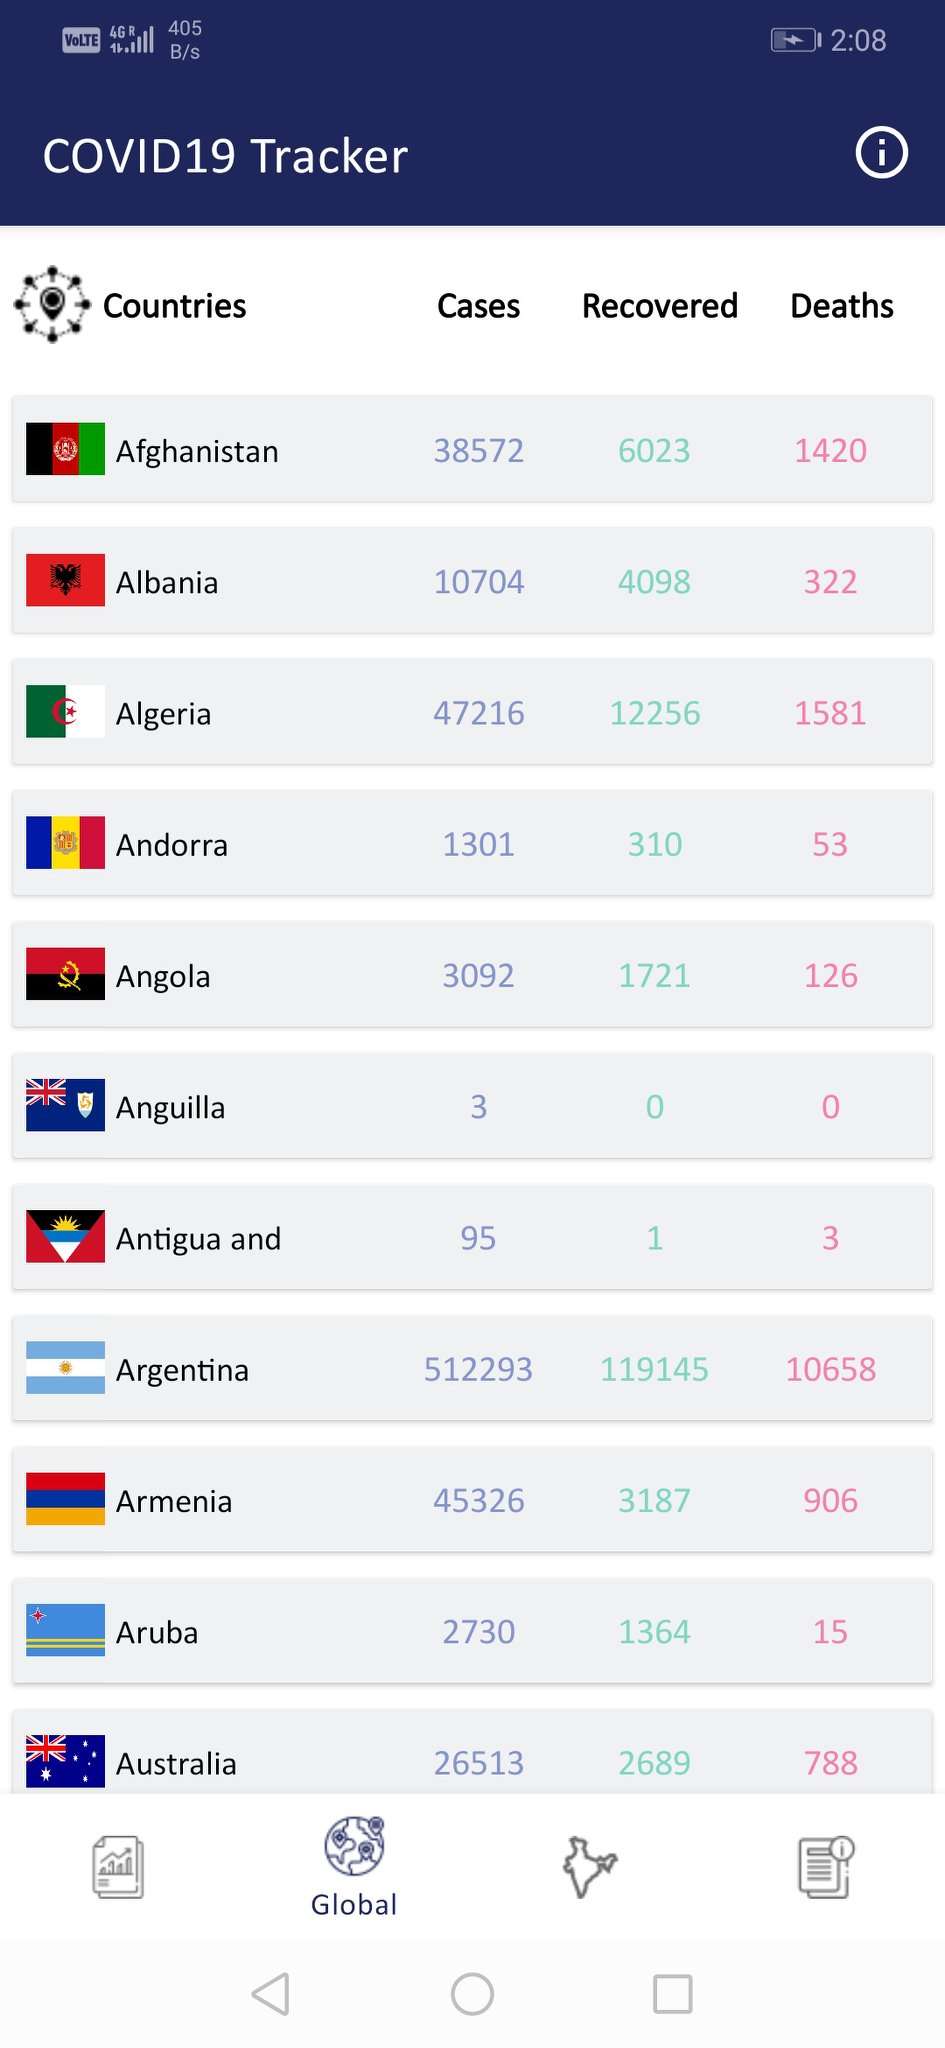 VoLTE 4G R 405 B/s 2:08
COVID19 Tracker
Countries Cases Recovered Deaths
Afghanistan 38572 6023 1420
Albania 10704 4098 322
Algeria 47216 12256 1581
Andorra 1301 310 53
Angola 3092 1721 126
Anguilla 3 0 0
Antigua and 95 1 3
Argentina 512293 119145 10658
Armenia 45326 3187 906
Aruba 2730 1364 15
Australia 26513 2689 788
Global